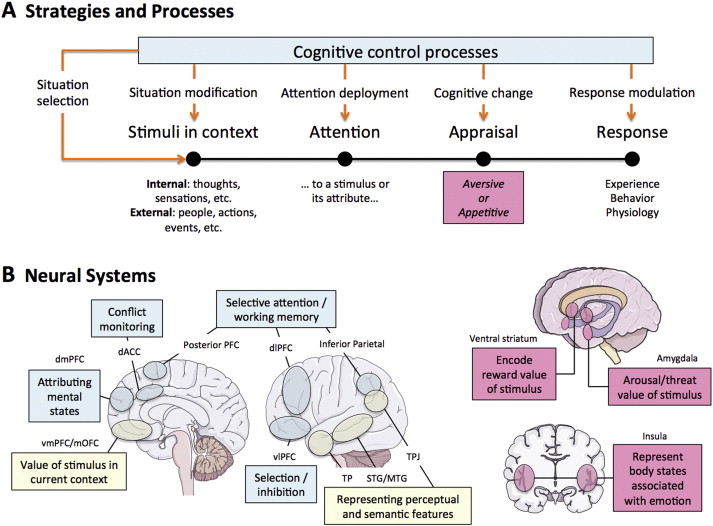 A Strategies and Processes
Cognitive control processes
Situation
selection
Situation modification
Attention deployment
Cognitive change
Response modulation
Stimuli in context
Attention
Appraisal
Response
Internal: thoughts,
sensations, etc.
External: people, actions,
events, etc.
... to a stimulus or
its attribute...
Aversive
or
Appetitive
Experience
Behavior
Physiology
B Neural Systems
Conflict
monitoring
Selective attention /
working memory
dmPFC
dACC
Posterior PFC
dlPFC
Inferior Parietal
Attributing
mental
states
vmPFC/mOFC
Value of stimulus in
current context
vlPFC
Selection /
inhibition
TP
STG/MTG
TPJ
Representing perceptual
and semantic features
Ventral striatum
Encode
reward value
of stimulus
Amygdala
Arousal/threat
value of stimulus
Insula
Represent
body states
associated
with emotion